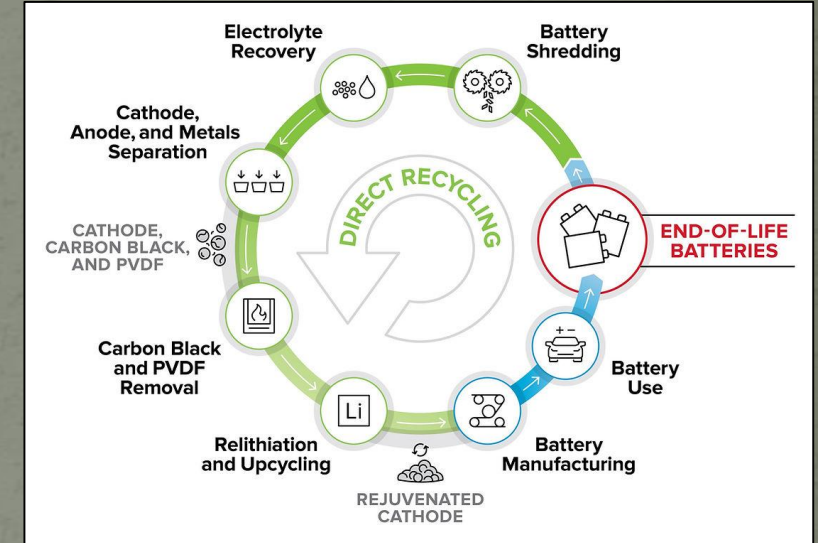 Electrolyte
Recovery
Battery
Shredding
Cathode,
Anode, and Metals
Separation
DIRECT RECYCLING
CATHODE,
CARBON BLACK,
AND PVDF
END-OF-LIFE
BATTERIES
+ -
Carbon Black
and PVDF
Removal
Battery
Use
Li
Relithiation
and Upcycling
Battery
Manufacturing
REJUVENATED
CATHODE